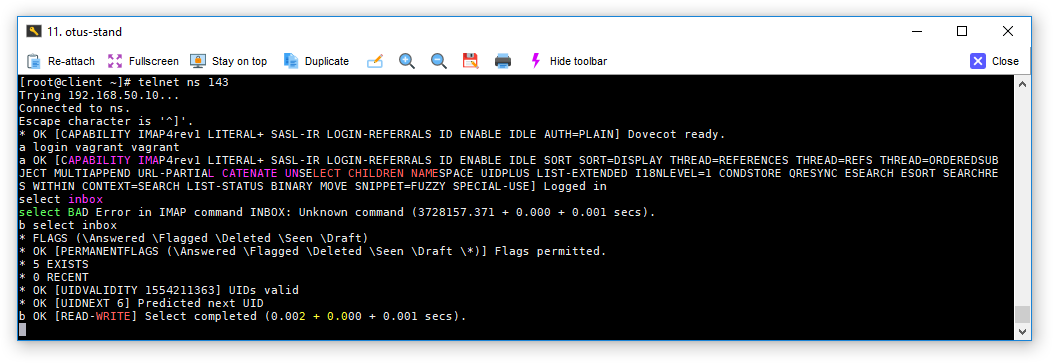 11. otus-stand
Re-attach Fullscreen Stay on top Duplicate Hide toolbar Close
[root@client ~]# telnet ns 143
Trying 192.168.50.10...
Connected to ns.
Escape character is '^]'.
* OK [CAPABILITY IMAP4rev1 LITERAL+ SASL-IR LOGIN-REFERRALS ID ENABLE IDLE AUTH=PLAIN] Dovecot ready.
a login vagrant vagrant
a OK [CAPABILITY IMAP4rev1 LITERAL+ SASL-IR LOGIN-REFERRALS ID ENABLE IDLE SORT SORT=DISPLAY THREAD=REFERENCES THREAD=REFS THREAD=ORDEREDSUB
JECT MULTIAPPEND URL-PARTIAL CATENATE UNSELECT CHILDREN NAMESPACE UIDPLUS LIST-EXTENDED I18NLEVEL=1 CONDSTORE QRESYNC ESEARCH ESORT SEARCHRE
S WITHIN CONTEXT=SEARCH LIST-STATUS BINARY MOVE SNIPPET=FUZZY SPECIAL-USE] Logged in
select inbox
select BAD Error in IMAP command INBOX: Unknown command (3728157.371 + 0.000 + 0.001 secs).
b select inbox
* FLAGS (\Answered \Flagged \Deleted \Seen \Draft)
* OK [PERMANENTFLAGS (\Answered \Flagged \Deleted \Seen \Draft \*)] Flags permitted.
* 5 EXISTS
* 0 RECENT
* OK [UIDVALIDITY 1554211363] UIDs valid
* OK [UIDNEXT 6] Predicted next UID
b OK [READ-WRITE] Select completed (0.002 + 0.000 + 0.001 secs).